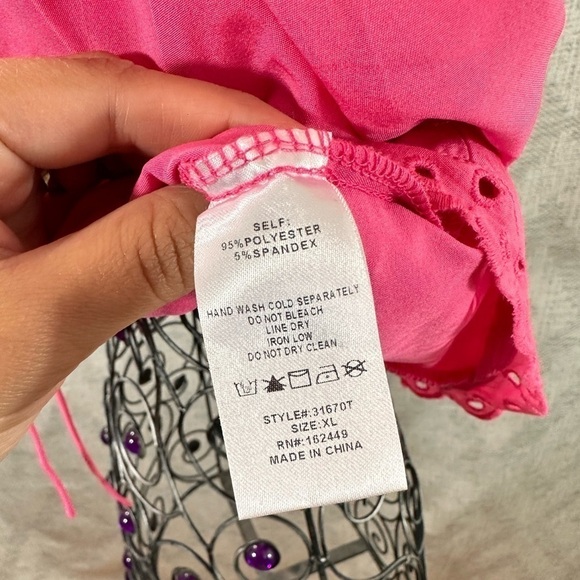 SELF:
95%POLYESTER
5%SPANDEX
HAND WASH COLD SEPARATELY
DO NOT BLEACH
LINE DRY
IRON LOW
DO NOT DRY CLEAN
STYLE#:31670T
SIZE:XL
RN#:162449
MADE IN CHINA